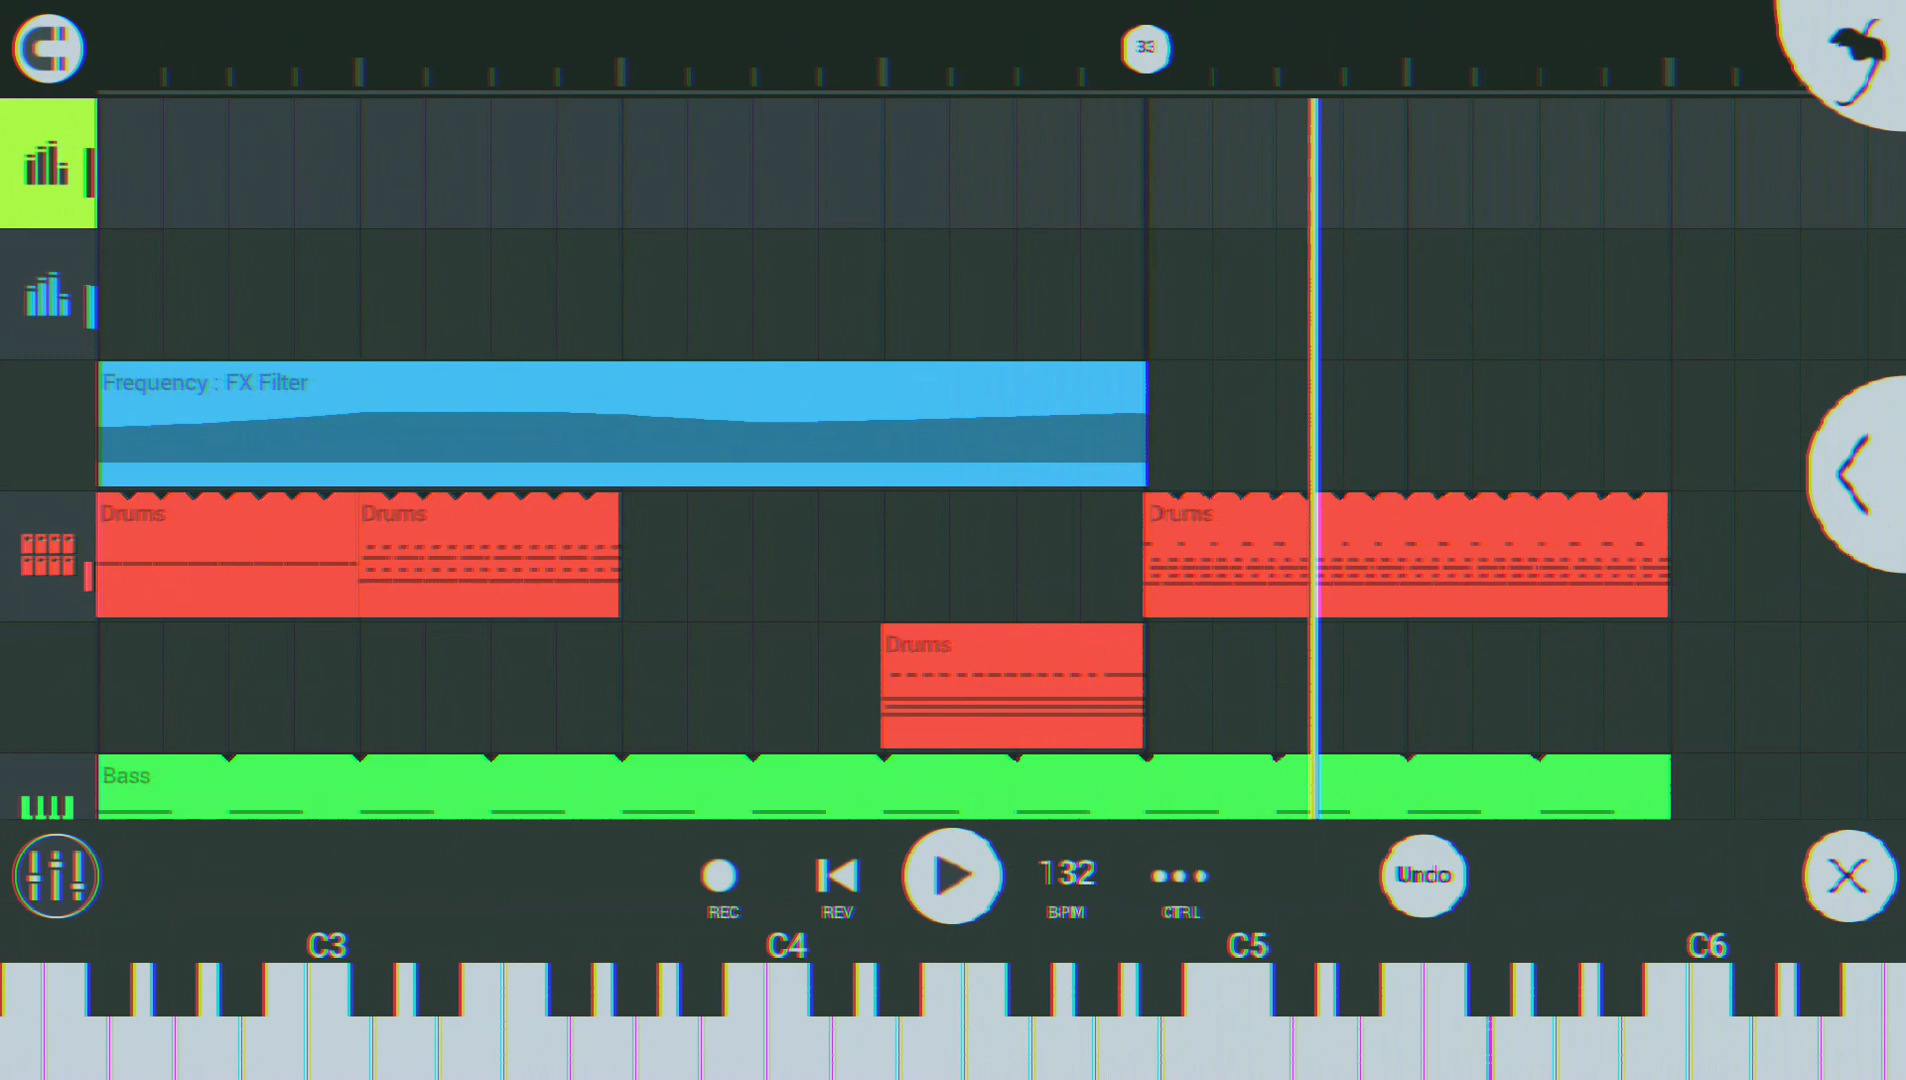 33
Frequency : FX Filter
Drums
Drums
Drums
Drums
Bass
132
Undo
REC
REV
BPM
CTRL
C3
C4
C5
C6